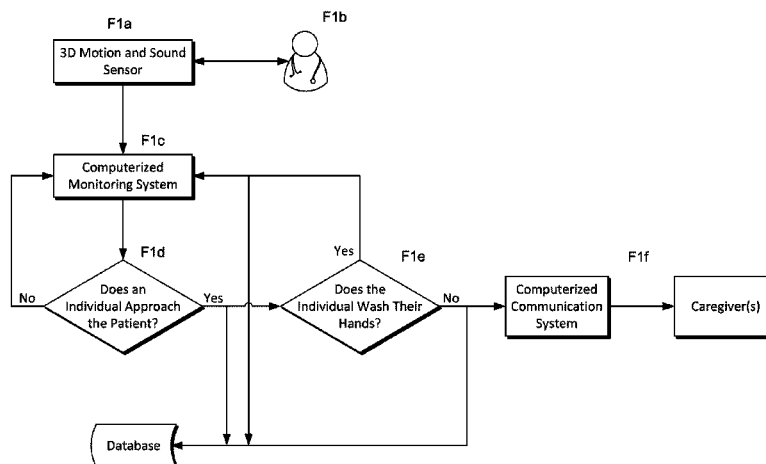 F1a
F1b
3D Motion and Sound
Sensor
F1c
Computerized
Monitoring System
F1d
No
Does an
Individual Approach
the Patient?
Yes
Yes
F1e
Does the
Individual Wash Their
Hands?
No
Computerized
Communication
System
F1f
Caregiver(s)
Database